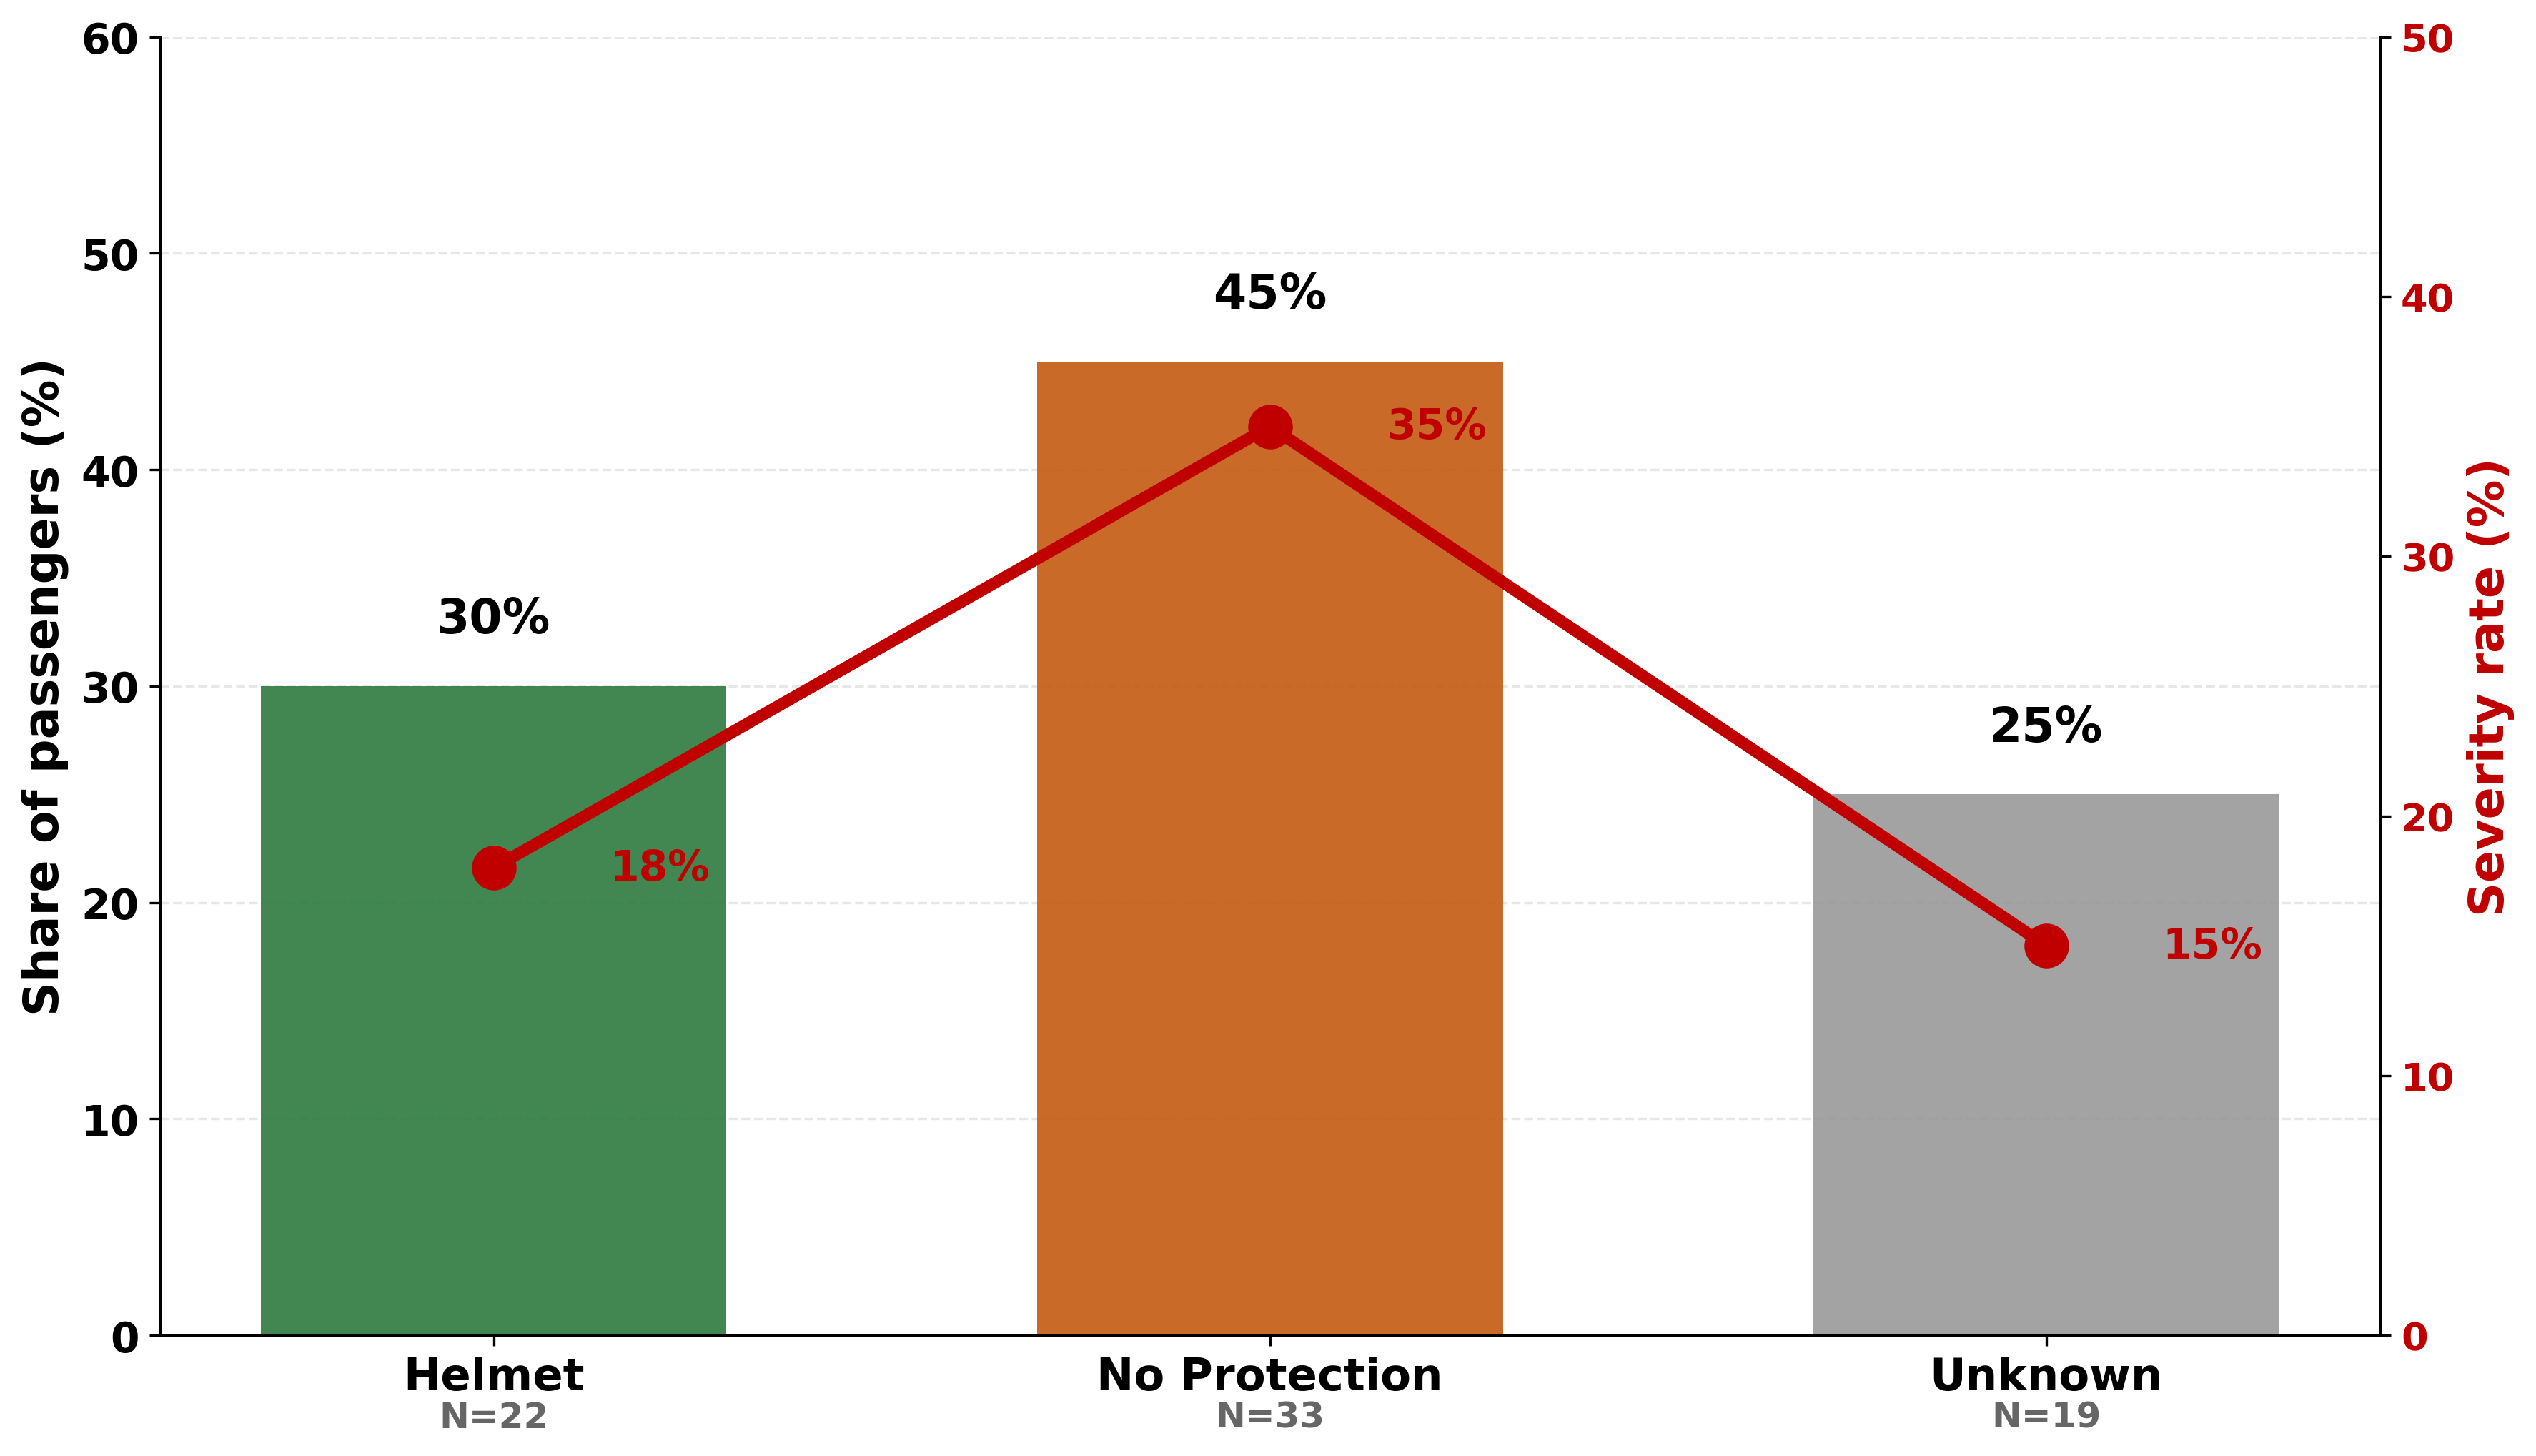 Share of passengers (%)
60
50
40
30
20
10
0
30%
45%
25%
18%
35%
15%
Helmet
N=22
No Protection
N=33
Unknown
N=19
50
40
30
20
10
0
Severity rate (%)